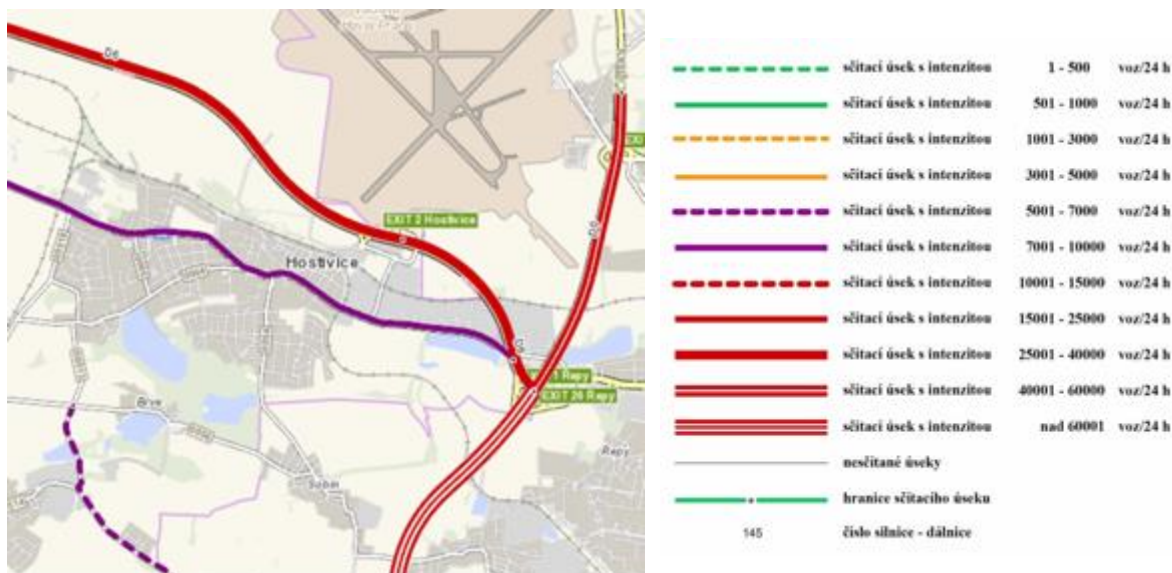 D6
EXIT 2 Hostivice
Hostivice
D0
EXIT 26 Řepy
Břve
Sobín
Řepy
sčítací úsek s intenzitou 1 - 500 voz/24 h
sčítací úsek s intenzitou 501 - 1000 voz/24 h
sčítací úsek s intenzitou 1001 - 3000 voz/24 h
sčítací úsek s intenzitou 3001 - 5000 voz/24 h
sčítací úsek s intenzitou 5001 - 7000 voz/24 h
sčítací úsek s intenzitou 7001 - 10000 voz/24 h
sčítací úsek s intenzitou 10001 - 15000 voz/24 h
sčítací úsek s intenzitou 15001 - 25000 voz/24 h
sčítací úsek s intenzitou 25001 - 40000 voz/24 h
sčítací úsek s intenzitou 40001 - 60000 voz/24 h
sčítací úsek s intenzitou nad 60001 voz/24 h
nesčítané úseky
hranice sčítacího úseku
145 číslo silnice - dálnice